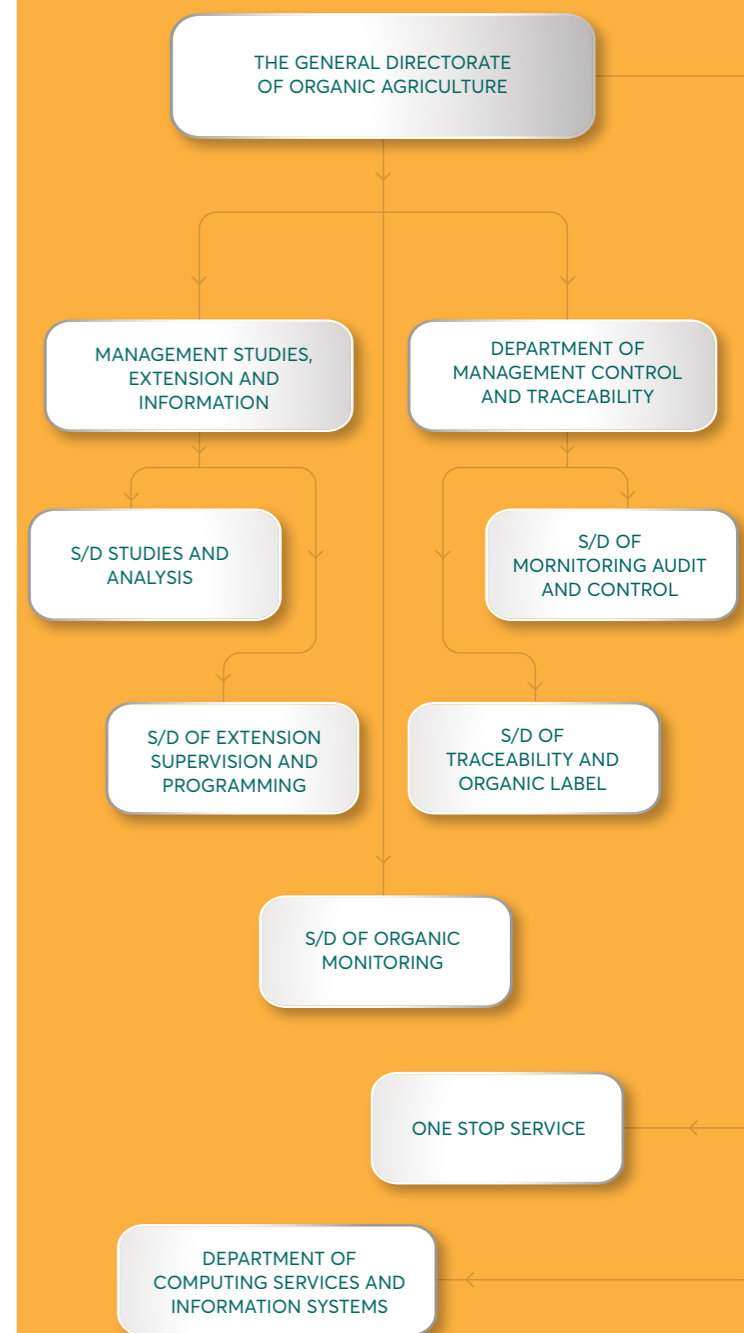 THE GENERAL DIRECTORATE
OF ORGANIC AGRICULTURE
MANAGEMENT STUDIES,
EXTENSION AND
INFORMATION
DEPARTMENT OF
MANAGEMENT CONTROL
AND TRACEABILITY
S/D STUDIES AND
ANALYSIS
S/D OF
MORNITORING AUDIT
AND CONTROL
S/D OF EXTENSION
SUPERVISION AND
PROGRAMMING
S/D OF
TRACEABILITY AND
ORGANIC LABEL
S/D OF ORGANIC
MONITORING
ONE STOP SERVICE
DEPARTMENT OF
COMPUTING SERVICES AND
INFORMATION SYSTEMS